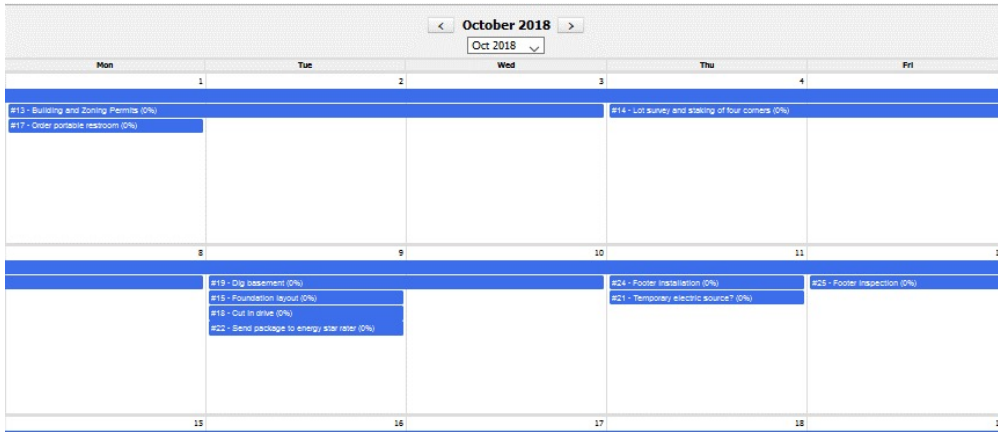 < October 2018 >
Oct 2018
Mon Tue Wed Thu Fri
1 2 3 4
#13 - Building and Zoning Permits (0%) #14 - Lot survey and staking of four corners (0%)
#17 - Order portable restroom (0%)
8 9 10 11 1
#19 - Dig basement (0%) #24 - Footer installation (0%) #25 - Footer inspection (0%)
#15 - Foundation layout (0%) #21 - Temporary electric source? (0%)
#18 - Cut in drive (0%)
#22 - Send package to energy star rater (0%)
15 16 17 18 1